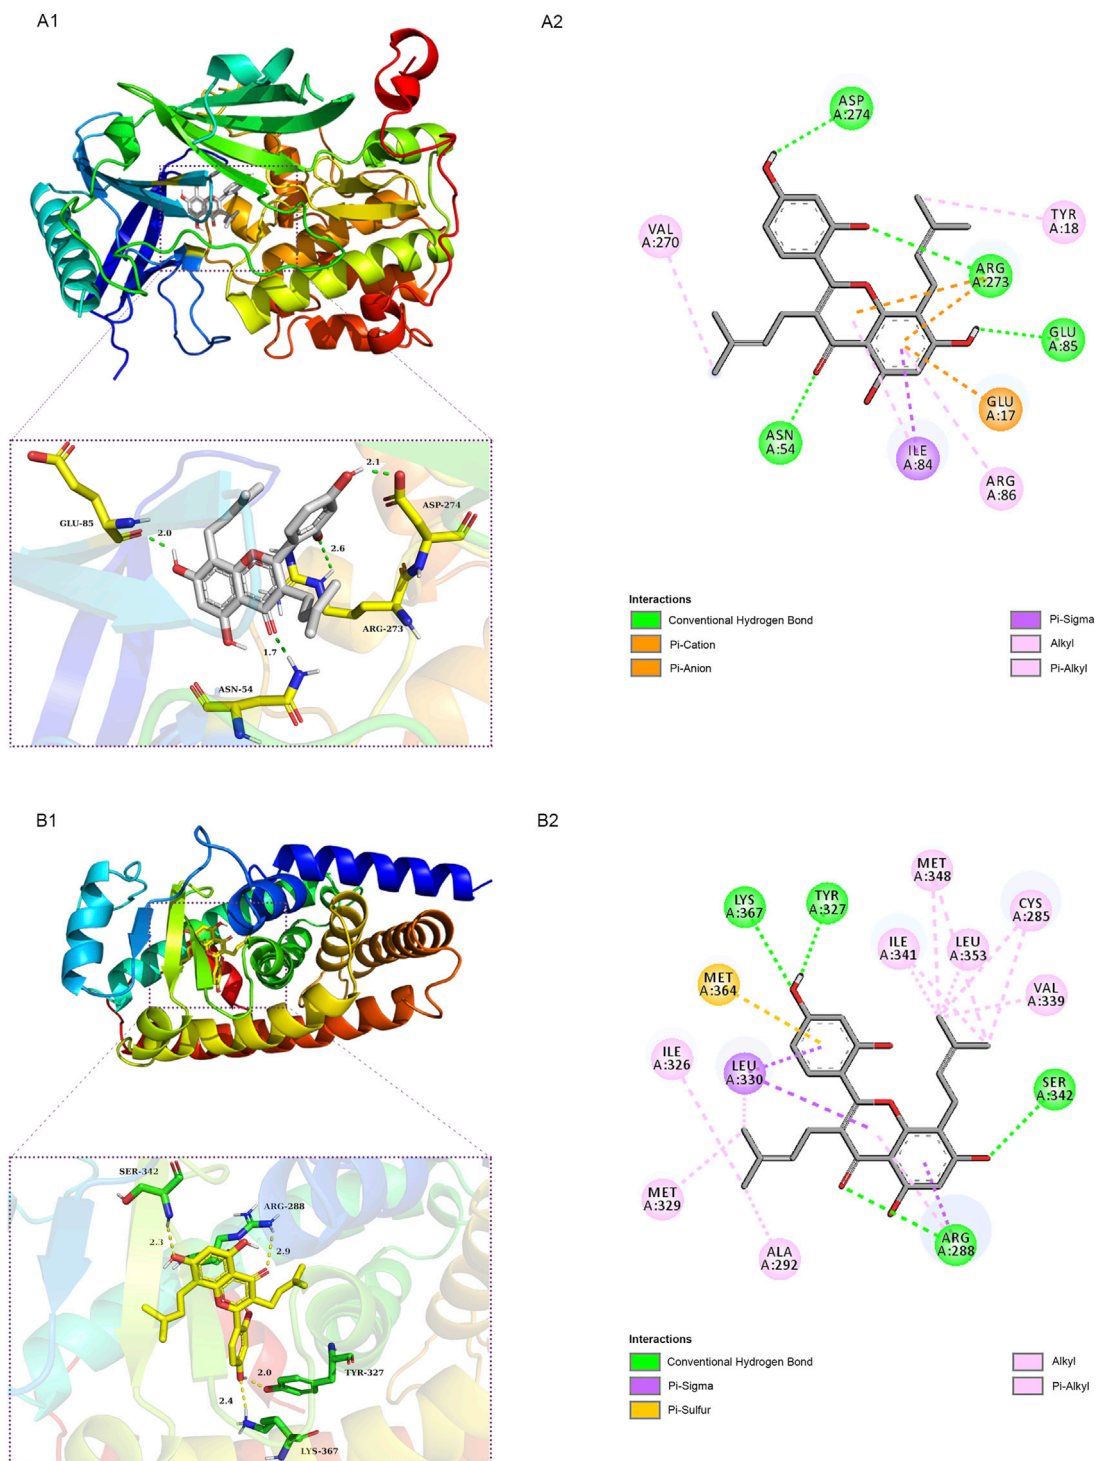 A1
A2
ASP
A:274
VAL
A:270
TYR
A:18
ARG
A:273
GLU
A:85
GLU
A:17
ASN
A:54
ILE
A:84
ARG
A:86
2.1
ASP-274
GLU-85
2.0
2.6
ARG-273
1.7
ASN-54
Interactions
Conventional Hydrogen Bond
Pi-Cation
Pi-Anion
Pi-Sigma
Alkyl
Pi-Alkyl
B1
B2
MET
A:348
LYS
A:367
TYR
A:327
CYS
A:285
ILE
A:341
LEU
A:353
MET
A:364
VAL
A:339
ILE
A:326
LEU
A:330
SER
A:342
MET
A:329
ALA
A:292
ARG
A:288
SER-342
ARG-288
2.3
2.9
2.0
TYR-327
2.4
LYS-367
Interactions
Conventional Hydrogen Bond
Pi-Sigma
Pi-Sulfur
Alkyl
Pi-Alkyl